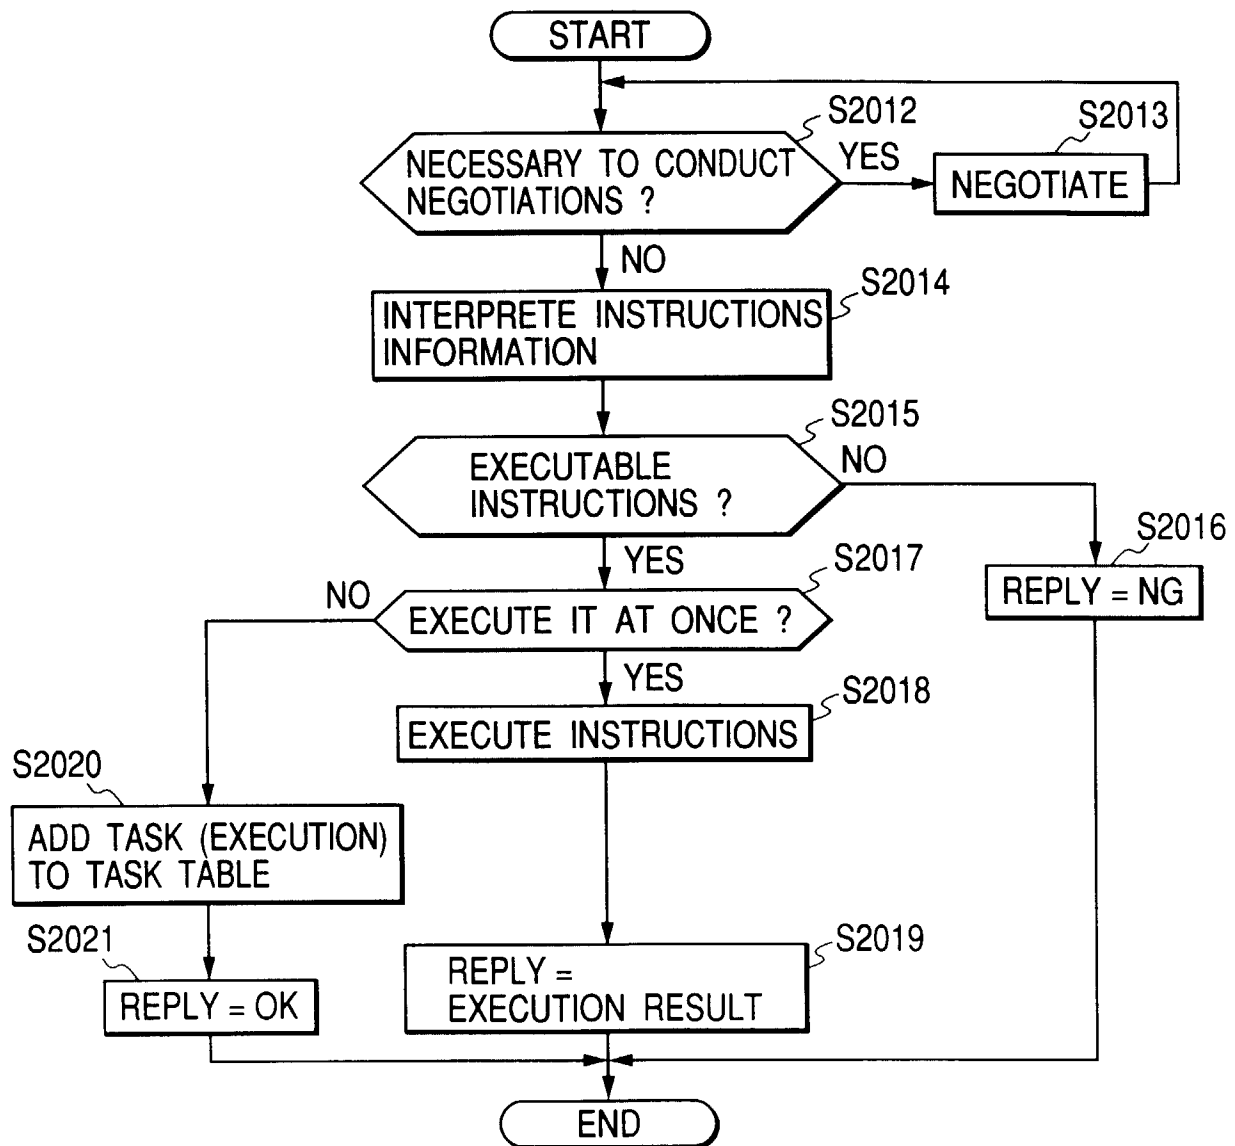 START
S2012
S2013
NECESSARY TO CONDUCT
NEGOTIATIONS ?
YES
NEGOTIATE
NO
S2014
INTERPRETE INSTRUCTIONS
INFORMATION
S2015
EXECUTABLE
INSTRUCTIONS ?
NO
YES
S2016
REPLY = NG
S2017
NO
EXECUTE IT AT ONCE ?
YES
S2018
EXECUTE INSTRUCTIONS
S2020
ADD TASK (EXECUTION)
TO TASK TABLE
S2021
REPLY = OK
S2019
REPLY =
EXECUTION RESULT
END